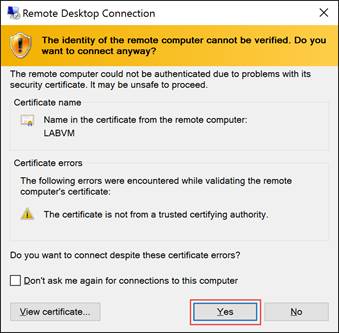 Remote Desktop Connection
The identity of the remote computer cannot be verified. Do you
want to connect anyway?
The remote computer could not be authenticated due to problems with its
security certificate. It may be unsafe to proceed.
Certificate name
Name in the certificate from the remote computer:
LABVM
Certificate errors
The following errors were encountered while validating the remote
computer's certificate:
The certificate is not from a trusted certifying authority.
Do you want to connect despite these certificate errors?
Don't ask me again for connections to this computer
View certificate... Yes No